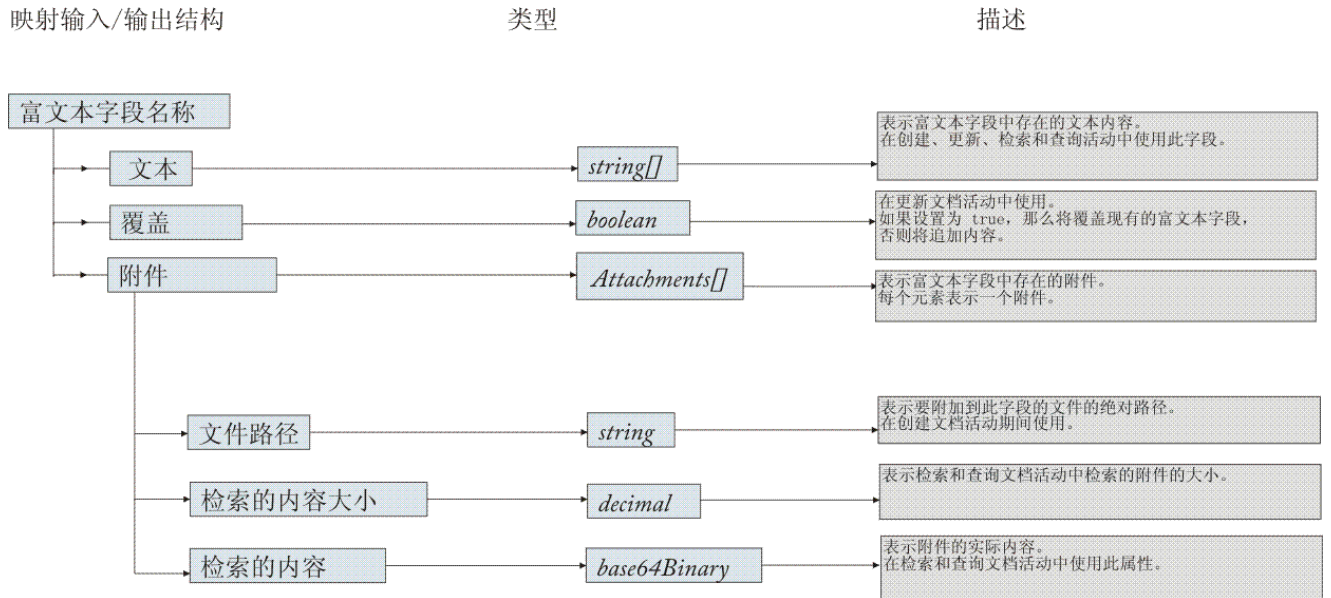 映射输入/输出结构 类型 描述
富文本字段名称
文本 string[] 表示富文本字段中存在的文本内容。
在创建、更新、检索和查询活动中使用此字段。
覆盖 boolean 在更新文档活动中使用。
如果设置为 true，那么将覆盖现有的富文本字段，
否则将追加内容。
附件 Attachments[] 表示富文本字段中存在的附件。
每个元素表示一个附件。
文件路径 string 表示要附加到此字段的文件的绝对路径。
在创建文档活动期间使用。
检索的内容大小 decimal 表示检索和查询文档活动中检索的附件的大小。
检索的内容 base64Binary 表示附件的实际内容。
在检索和查询文档活动中使用此属性。